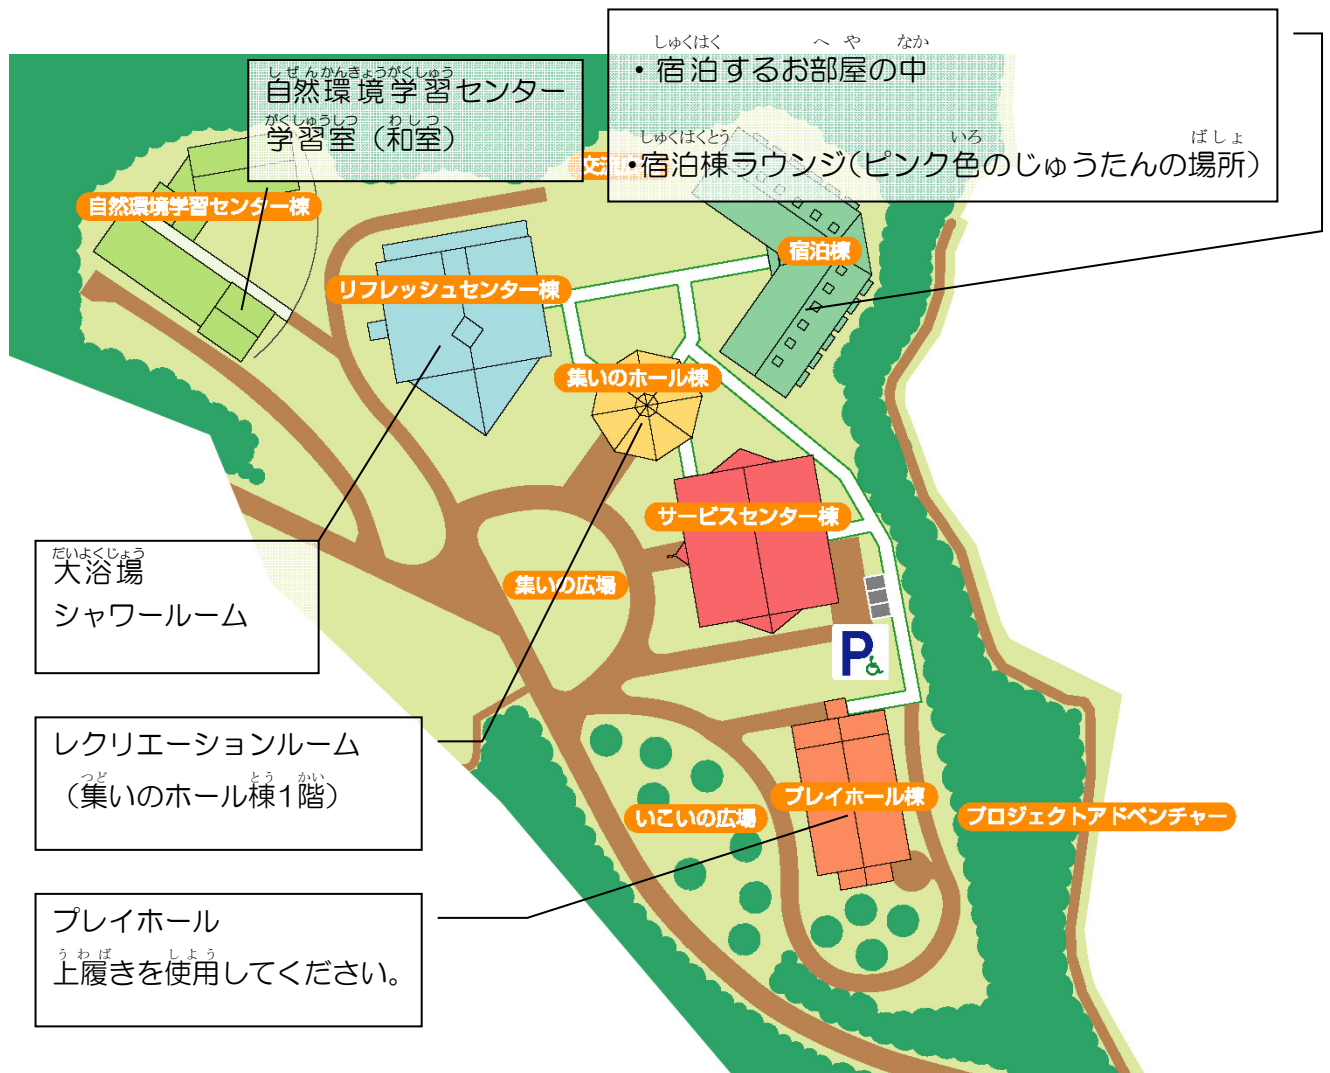 しゅくはく へや なか
・宿泊するお部屋の中
しゅくはくとう いろ ばしょ
・宿泊棟ラウンジ(ピンク色のじゅうたんの場所)
しぜんかんきょうがくしゅう
自然環境学習センター
がくしゅうしつ わしつ
学習室（和室）
自然環境学習センター棟
宿泊棟
リフレッシュセンター棟
集いのホール棟
サービスセンター棟
集いの広場
だいよくじょう
大浴場
シャワールーム
P
レクリエーションルーム
つど とう かい
（集いのホール棟1階）
プレイホール棟
いこいの広場
プロジェクトアドベンチャー
プレイホール
うわば しよう
上履きを使用してください。